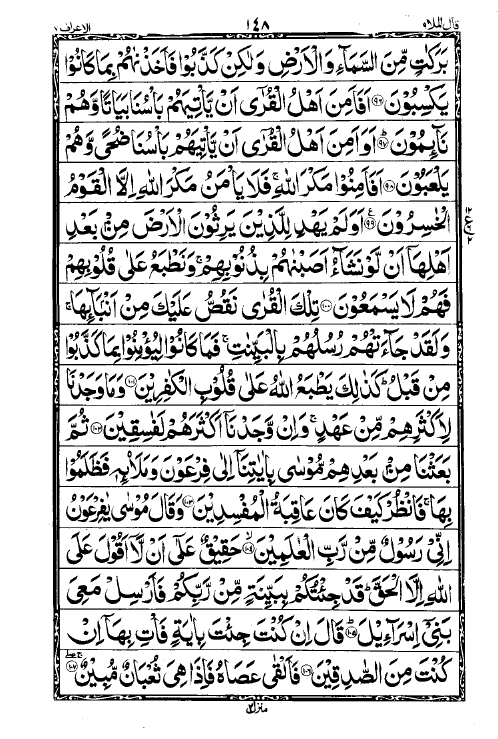 قال الملاه ١٤٨ الاعراف ٧
بَرَكٰتٍ مِّنَ السَّمَآءِ وَالْاَرْضِ وَلٰكِنْ كَذَّبُوْا فَاَخَذْنٰهُمْ بِمَا كَانُوْا
يَكْسِبُوْنَ ﴿٩٦﴾ اَفَاَمِنَ اَهْلُ الْقُرٰٓى اَنْ يَّاْتِيَهُمْ بَاْسُنَا بَيَاتًا وَّهُمْ
نَآئِمُوْنَ ؕ﴿٩٧﴾ اَوَاَمِنَ اَهْلُ الْقُرٰٓى اَنْ يَّاْتِيَهُمْ بَاْسُنَا ضُحًى وَّهُمْ
يَلْعَبُوْنَ ﴿٩٨﴾ اَفَاَمِنُوْا مَكْرَ اللّٰهِ ۚ فَلَا يَاْمَنُ مَكْرَ اللّٰهِ اِلَّا الْقَوْمُ
الْخٰسِرُوْنَ ﴿٩٩﴾ اَوَلَمْ يَهْدِ لِلَّذِيْنَ يَرِثُوْنَ الْاَرْضَ مِنْۢ بَعْدِ
اَهْلِهَاۤ اَنْ لَّوْ نَشَآءُ اَصَبْنٰهُمْ بِذُنُوْبِهِمْ ۚ وَنَطْبَعُ عَلٰى قُلُوْبِهِمْ
فَهُمْ لَا يَسْمَعُوْنَ ﴿١٠٠﴾ تِلْكَ الْقُرٰى نَقُصُّ عَلَيْكَ مِنْ اَنْۢبَآئِهَا ۚ
وَلَقَدْ جَآءَتْهُمْ رُسُلُهُمْ بِالْبَيِّنٰتِ ۚ فَمَا كَانُوْا لِيُؤْمِنُوْا بِمَا كَذَّبُوْا
مِنْ قَبْلُ ؕ كَذٰلِكَ يَطْبَعُ اللّٰهُ عَلٰى قُلُوْبِ الْكٰفِرِيْنَ ﴿١٠١﴾ وَمَا وَجَدْنَا
لِاَكْثَرِهِمْ مِّنْ عَهْدٍ ۚ وَاِنْ وَّجَدْنَاۤ اَكْثَرَهُمْ لَفٰسِقِيْنَ ﴿١٠٢﴾ ثُمَّ
بَعَثْنَا مِنْۢ بَعْدِهِمْ مُّوْسٰى بِاٰيٰتِنَاۤ اِلٰى فِرْعَوْنَ وَمَلَا۟ئِهٖ فَظَلَمُوْا
بِهَا ۚ فَانْظُرْ كَيْفَ كَانَ عَاقِبَةُ الْمُفْسِدِيْنَ ﴿١٠٣﴾ وَقَالَ مُوْسٰى يٰفِرْعَوْنُ
اِنِّيْ رَسُوْلٌ مِّنْ رَّبِّ الْعٰلَمِيْنَ ۙ﴿١٠٤﴾ حَقِيْقٌ عَلٰٓى اَنْ لَّاۤ اَقُوْلَ عَلَى
اللّٰهِ اِلَّا الْحَقَّ ؕ قَدْ جِئْتُكُمْ بِبَيِّنَةٍ مِّنْ رَّبِّكُمْ فَاَرْسِلْ مَعِيَ
بَنِيْۤ اِسْرَآءِيْلَ ؕ﴿١٠٥﴾ قَالَ اِنْ كُنْتَ جِئْتَ بِاٰيَةٍ فَاْتِ بِهَاۤ اِنْ
كُنْتَ مِنَ الصّٰدِقِيْنَ ﴿١٠٦﴾ فَاَلْقٰى عَصَاهُ فَاِذَا هِيَ ثُعْبَانٌ مُّبِيْنٌ ﴿١٠٧﴾
منزل ٢